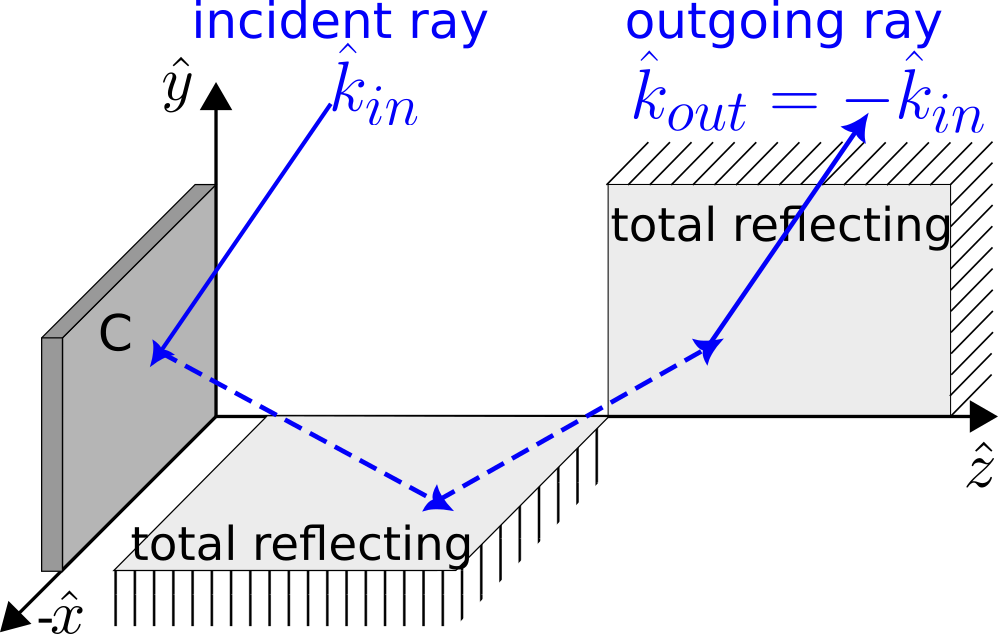 incident ray
outgoing ray
ŷ
k̂_in
k̂_out = −k̂_in
total reflecting
C
ẑ
total reflecting
-x̂